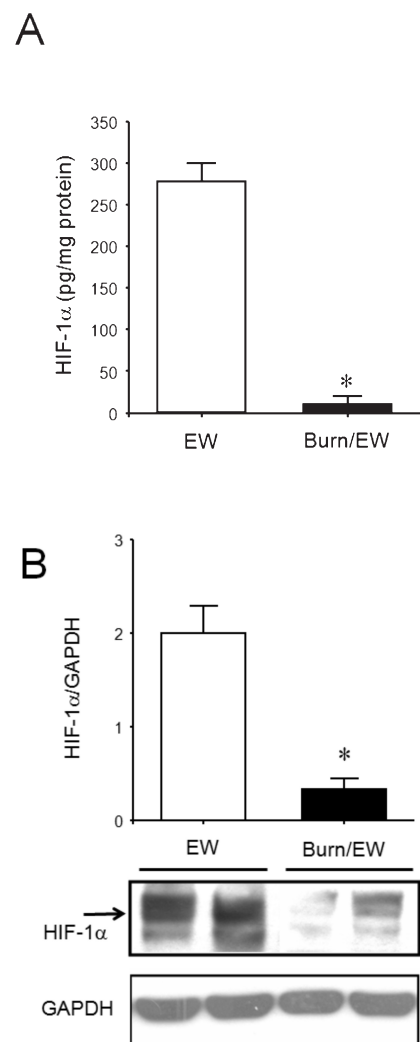 A
HIF-1α (pg/mg protein)
350
300
250
200
150
100
50
0
*
EW Burn/EW
B
HIF-1α/GAPDH
3
2
1
0
*
EW Burn/EW
HIF-1α
GAPDH